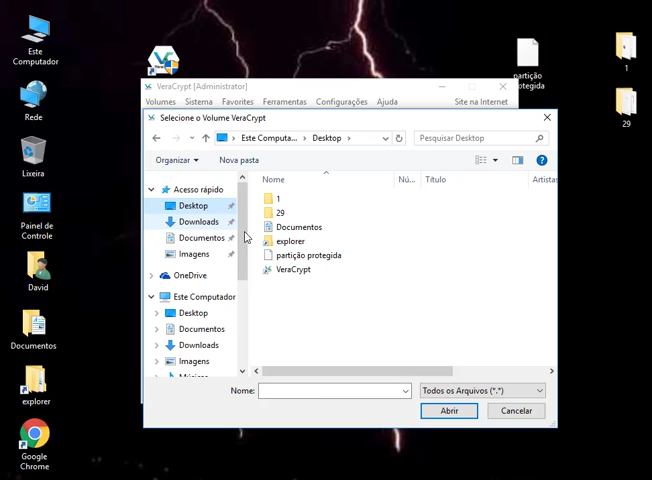 Este
Computador
Rede
Lixeira
Painel de
Controle
David
Documentos
explorer
Google
Chrome
partição
protegida
1
29
VeraCrypt [Administrator]
Volumes Sistema Favorites Ferramentas Configurações Ajuda Site na Internet
Selecione o Volume VeraCrypt
Este Computa... Desktop
Pesquisar Desktop
Organizar Nova pasta
Nome Nú... Título Artistas
Acesso rápido
Desktop
Downloads
Documentos
Imagens
OneDrive
Este Computador
Desktop
Documentos
Downloads
Imagens
1
29
Documentos
explorer
partição protegida
VeraCrypt
Nome:
Todos os Arquivos (*.*)
Abrir Cancelar